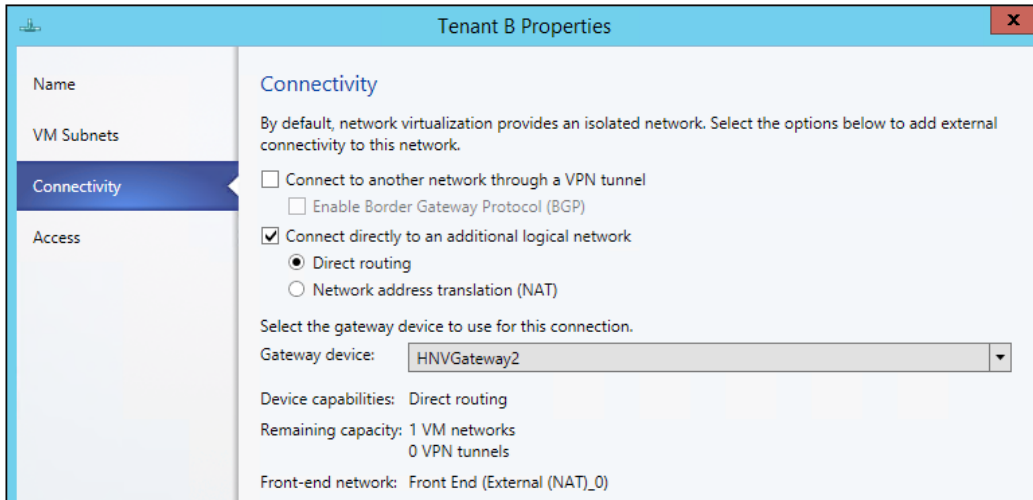 Tenant B Properties
x
Name
VM Subnets
Connectivity
Access
Connectivity
By default, network virtualization provides an isolated network. Select the options below to add external
connectivity to this network.
Connect to another network through a VPN tunnel
Enable Border Gateway Protocol (BGP)
Connect directly to an additional logical network
Direct routing
Network address translation (NAT)
Select the gateway device to use for this connection.
Gateway device: HNVGateway2
Device capabilities: Direct routing
Remaining capacity: 1 VM networks
0 VPN tunnels
Front-end network: Front End (External (NAT)_0)